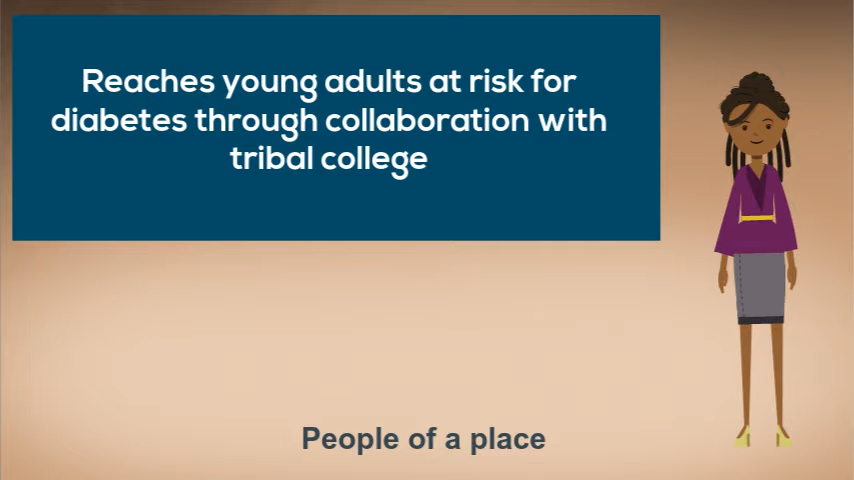 Reaches young adults at risk for
diabetes through collaboration with
tribal college
People of a place